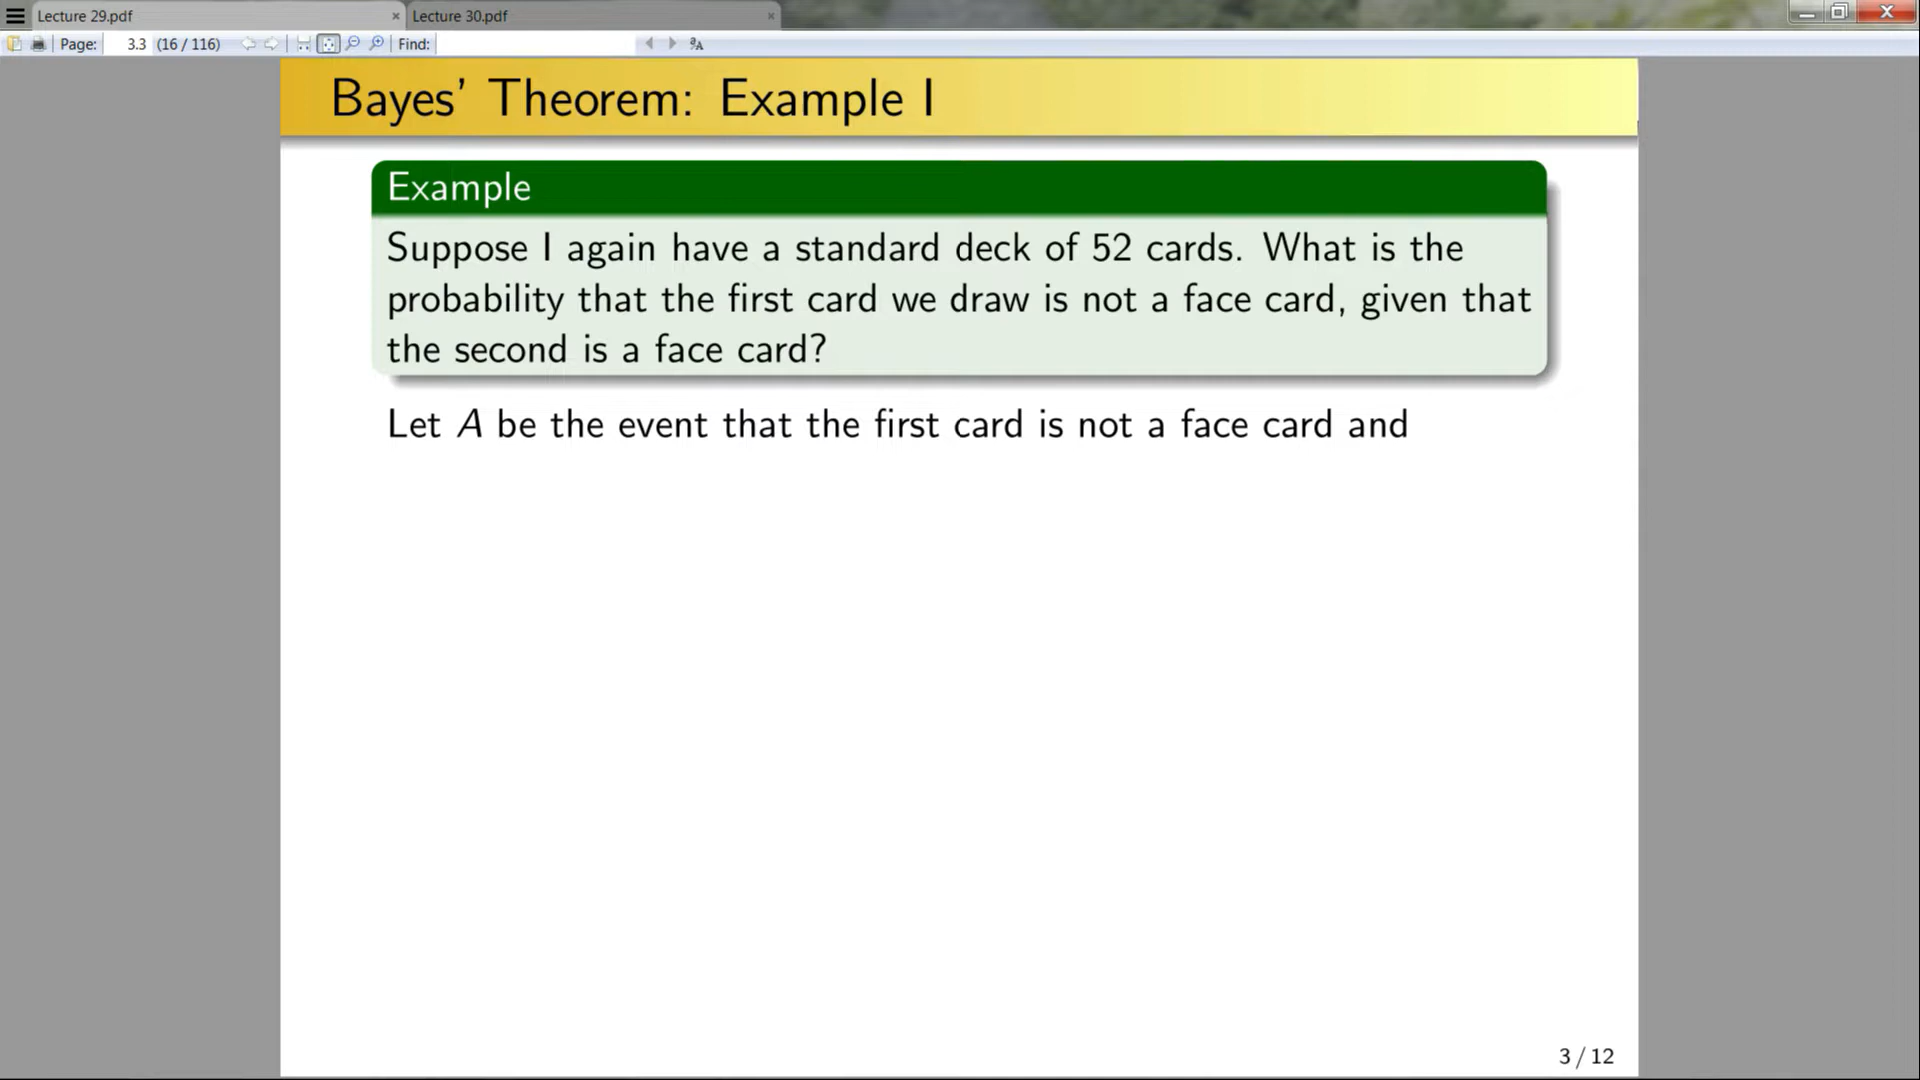 Lecture 29.pdf
Lecture 30.pdf
Page: 3.3 (16 / 116) Find:
Bayes’ Theorem: Example I
Example
Suppose I again have a standard deck of 52 cards. What is the
probability that the first card we draw is not a face card, given that
the second is a face card?
Let A be the event that the first card is not a face card and
3 / 12